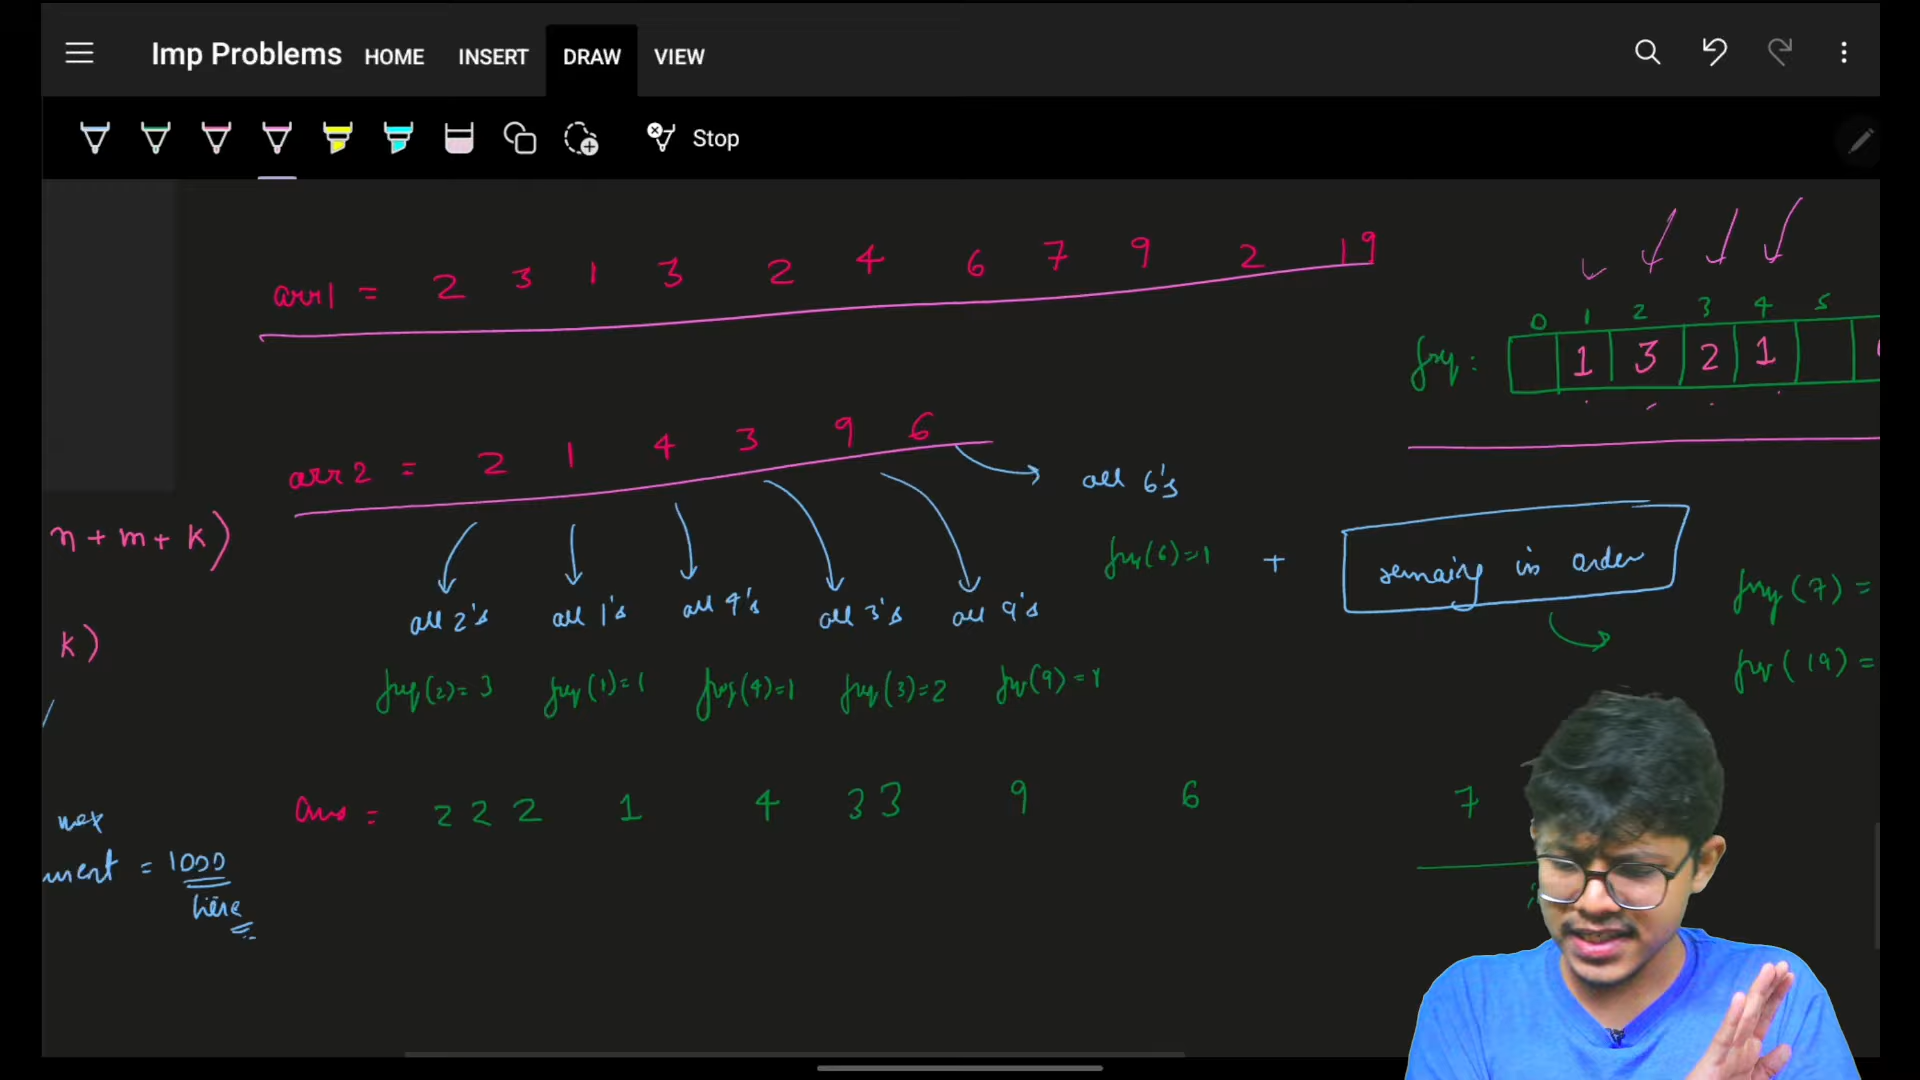 Imp Problems HOME INSERT DRAW VIEW
Stop
arr1 = 2 3 1 3 2 4 6 7 9 2 19
0 1 2 3 4 5
freq: 1 3 2 1
arr2 = 2 1 4 3 9 6
all 6's
n + m + k)
freq(6)=1 + remaing in order
freq(7) =
all 2's all 1's all 4's all 3's all 9's
k)
freq(19) =
freq(2)=3 freq(1)=1 freq(4)=1 freq(3)=2 freq(9)=1
ans = 2 2 2 1 4 3 3 9 6 7
max
ment = 1000
here